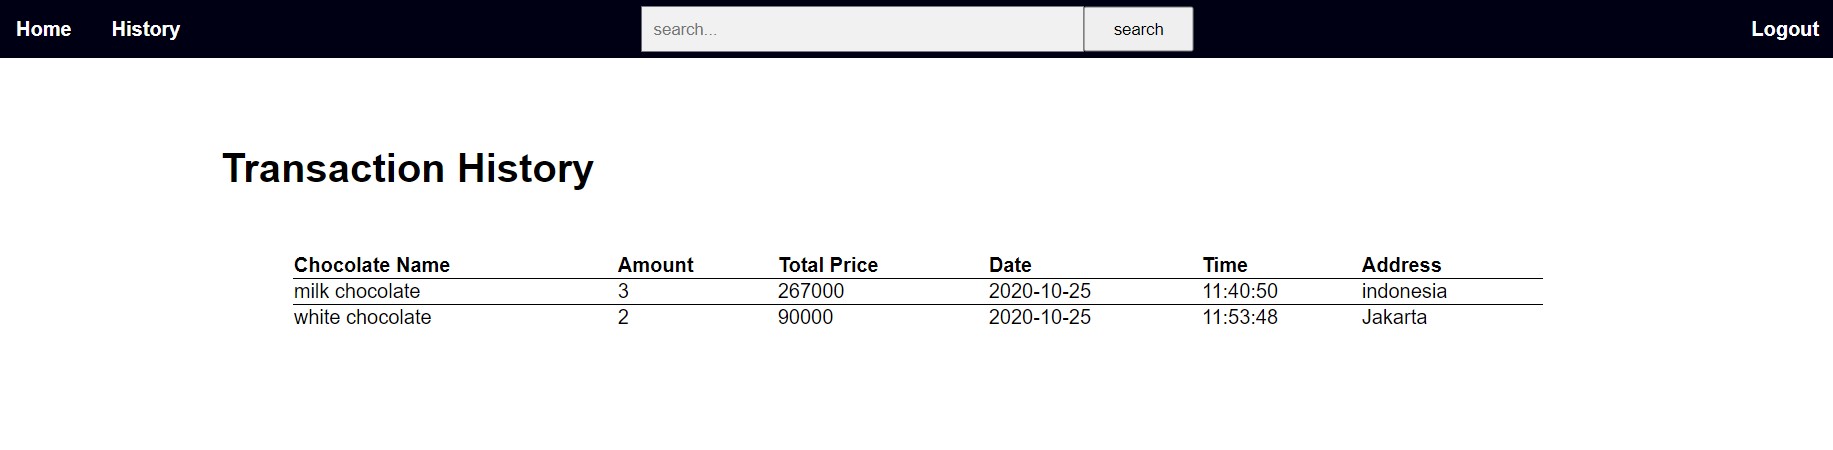 Home History search... search Logout
Transaction History
Chocolate Name Amount Total Price Date Time Address
milk chocolate 3 267000 2020-10-25 11:40:50 indonesia
white chocolate 2 90000 2020-10-25 11:53:48 Jakarta